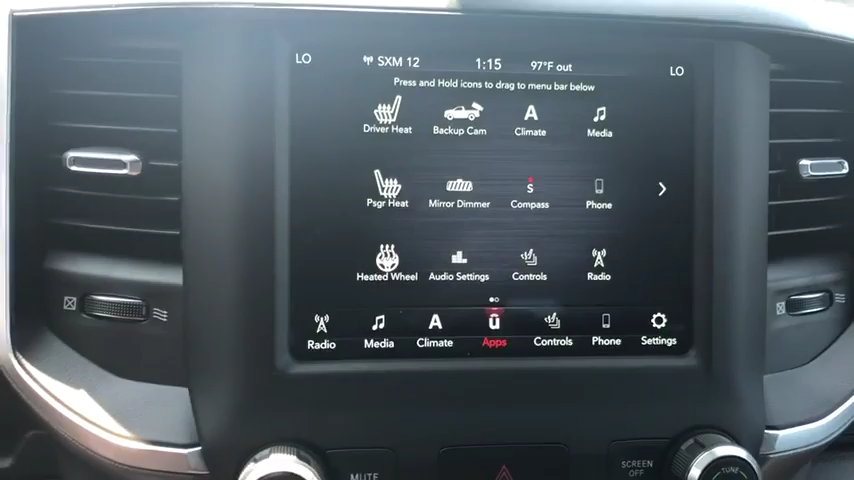 LO SXM 12 1:15 97°F out LO
Press and Hold icons to drag to menu bar below
A
Driver Heat Backup Cam Climate Media
S
Psgr Heat Mirror Dimmer Compass Phone
Heated Wheel Audio Settings Controls Radio
A û
Radio Media Climate Apps Controls Phone Settings
MUTE SCREEN OFF TUNE